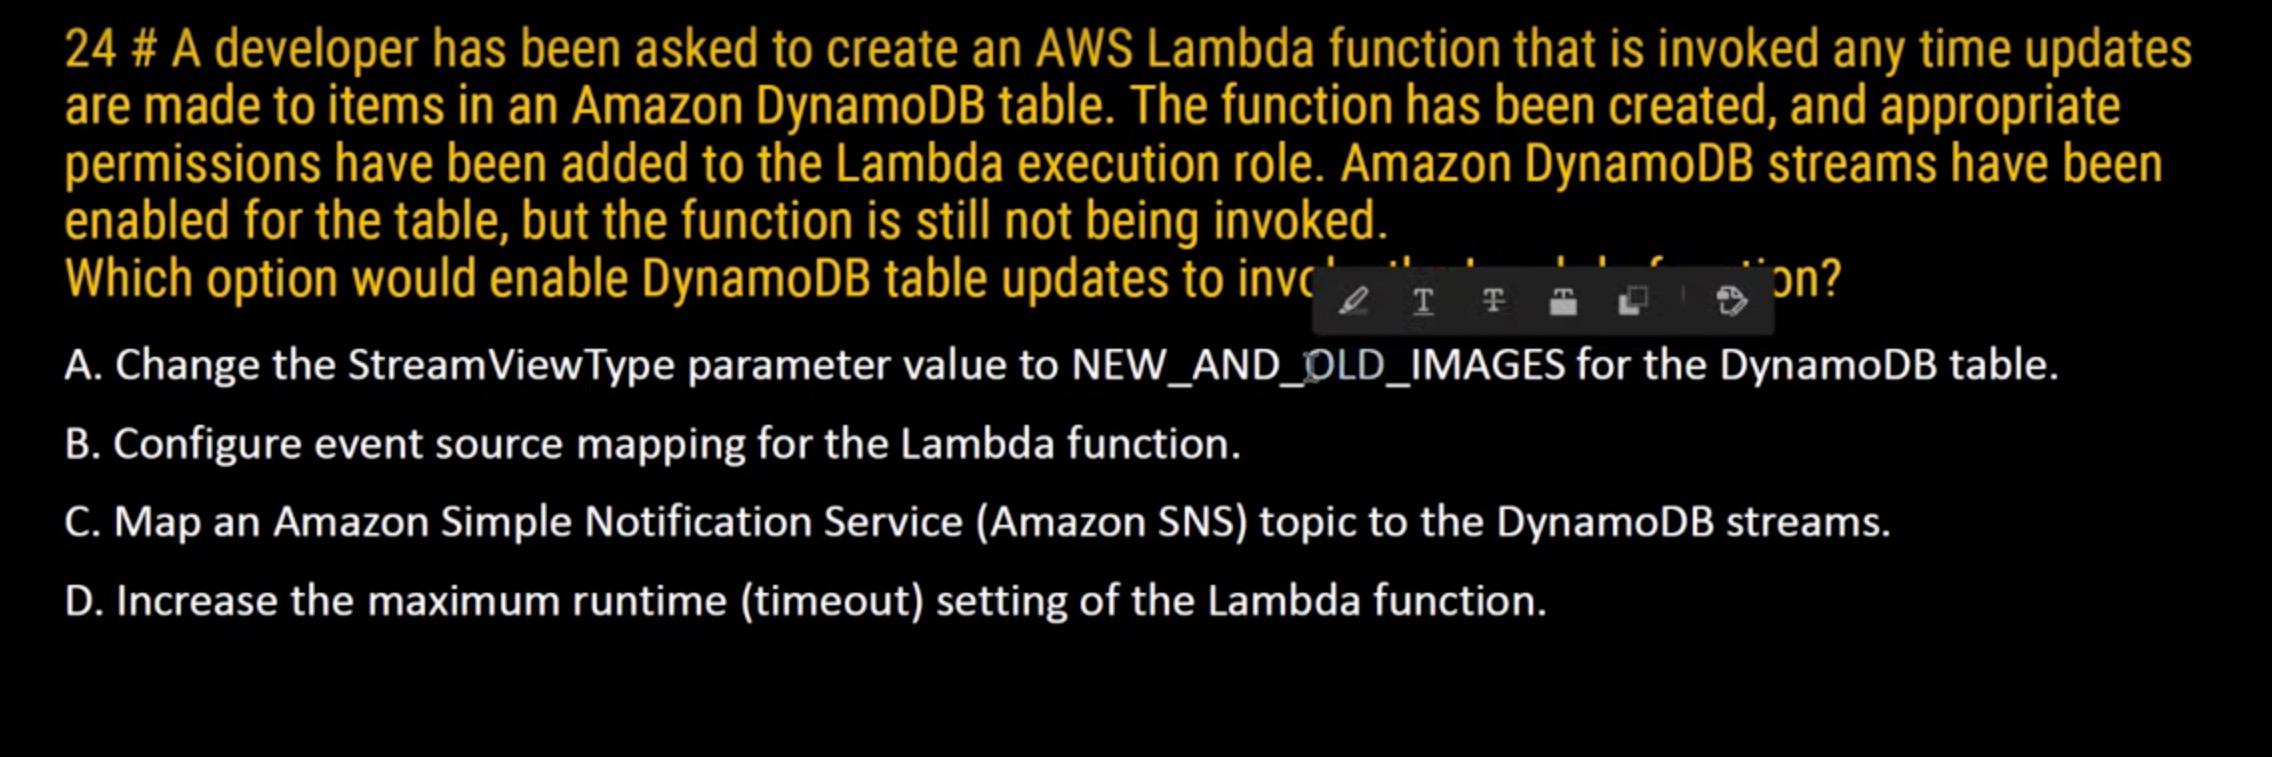 24 # A developer has been asked to create an AWS Lambda function that is invoked any time updates
are made to items in an Amazon DynamoDB table. The function has been created, and appropriate
permissions have been added to the Lambda execution role. Amazon DynamoDB streams have been
enabled for the table, but the function is still not being invoked.
Which option would enable DynamoDB table updates to
A. Change the StreamViewType parameter value to NEW_AND_OLD_IMAGES for the DynamoDB table.
B. Configure event source mapping for the Lambda function.
C. Map an Amazon Simple Notification Service (Amazon SNS) topic to the DynamoDB streams.
D. Increase the maximum runtime (timeout) setting of the Lambda function.